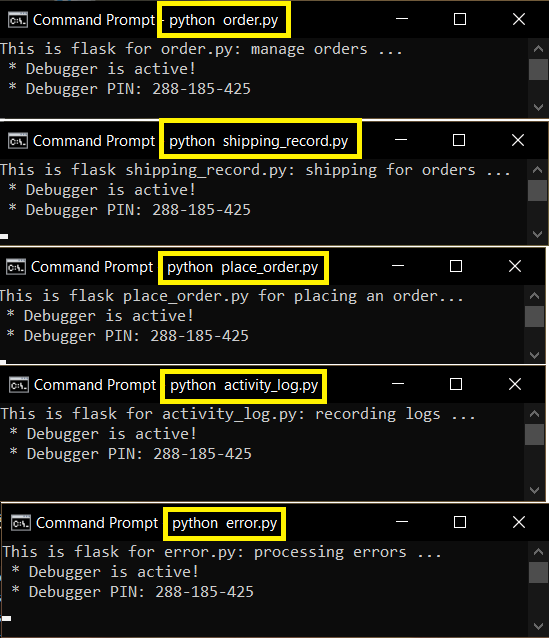 Command Prompt - python order.py
This is flask for order.py: manage orders ...
* Debugger is active!
* Debugger PIN: 288-185-425
Command Prompt python shipping_record.py
This is flask shipping_record.py: shipping for orders ...
* Debugger is active!
* Debugger PIN: 288-185-425
Command Prompt python place_order.py
This is flask place_order.py for placing an order...
* Debugger is active!
* Debugger PIN: 288-185-425
Command Prompt python activity_log.py
This is flask for activity_log.py: recording logs ...
* Debugger is active!
* Debugger PIN: 288-185-425
Command Prompt python error.py
This is flask for error.py: processing errors ...
* Debugger is active!
* Debugger PIN: 288-185-425